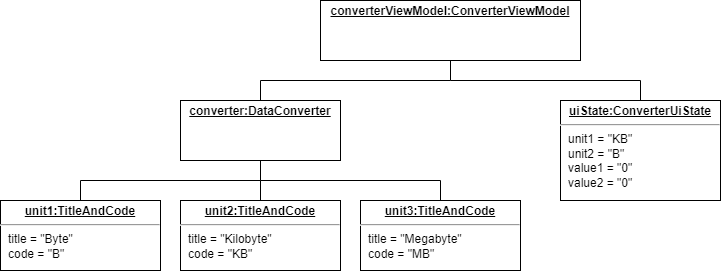 converterViewModel:ConverterViewModel
converter:DataConverter
uiState:ConverterUiState
unit1 = "KB"
unit2 = "B"
value1 = "0"
value2 = "0"
unit1:TitleAndCode
title = "Byte"
code = "B"
unit2:TitleAndCode
title = "Kilobyte"
code = "KB"
unit3:TitleAndCode
title = "Megabyte"
code = "MB"